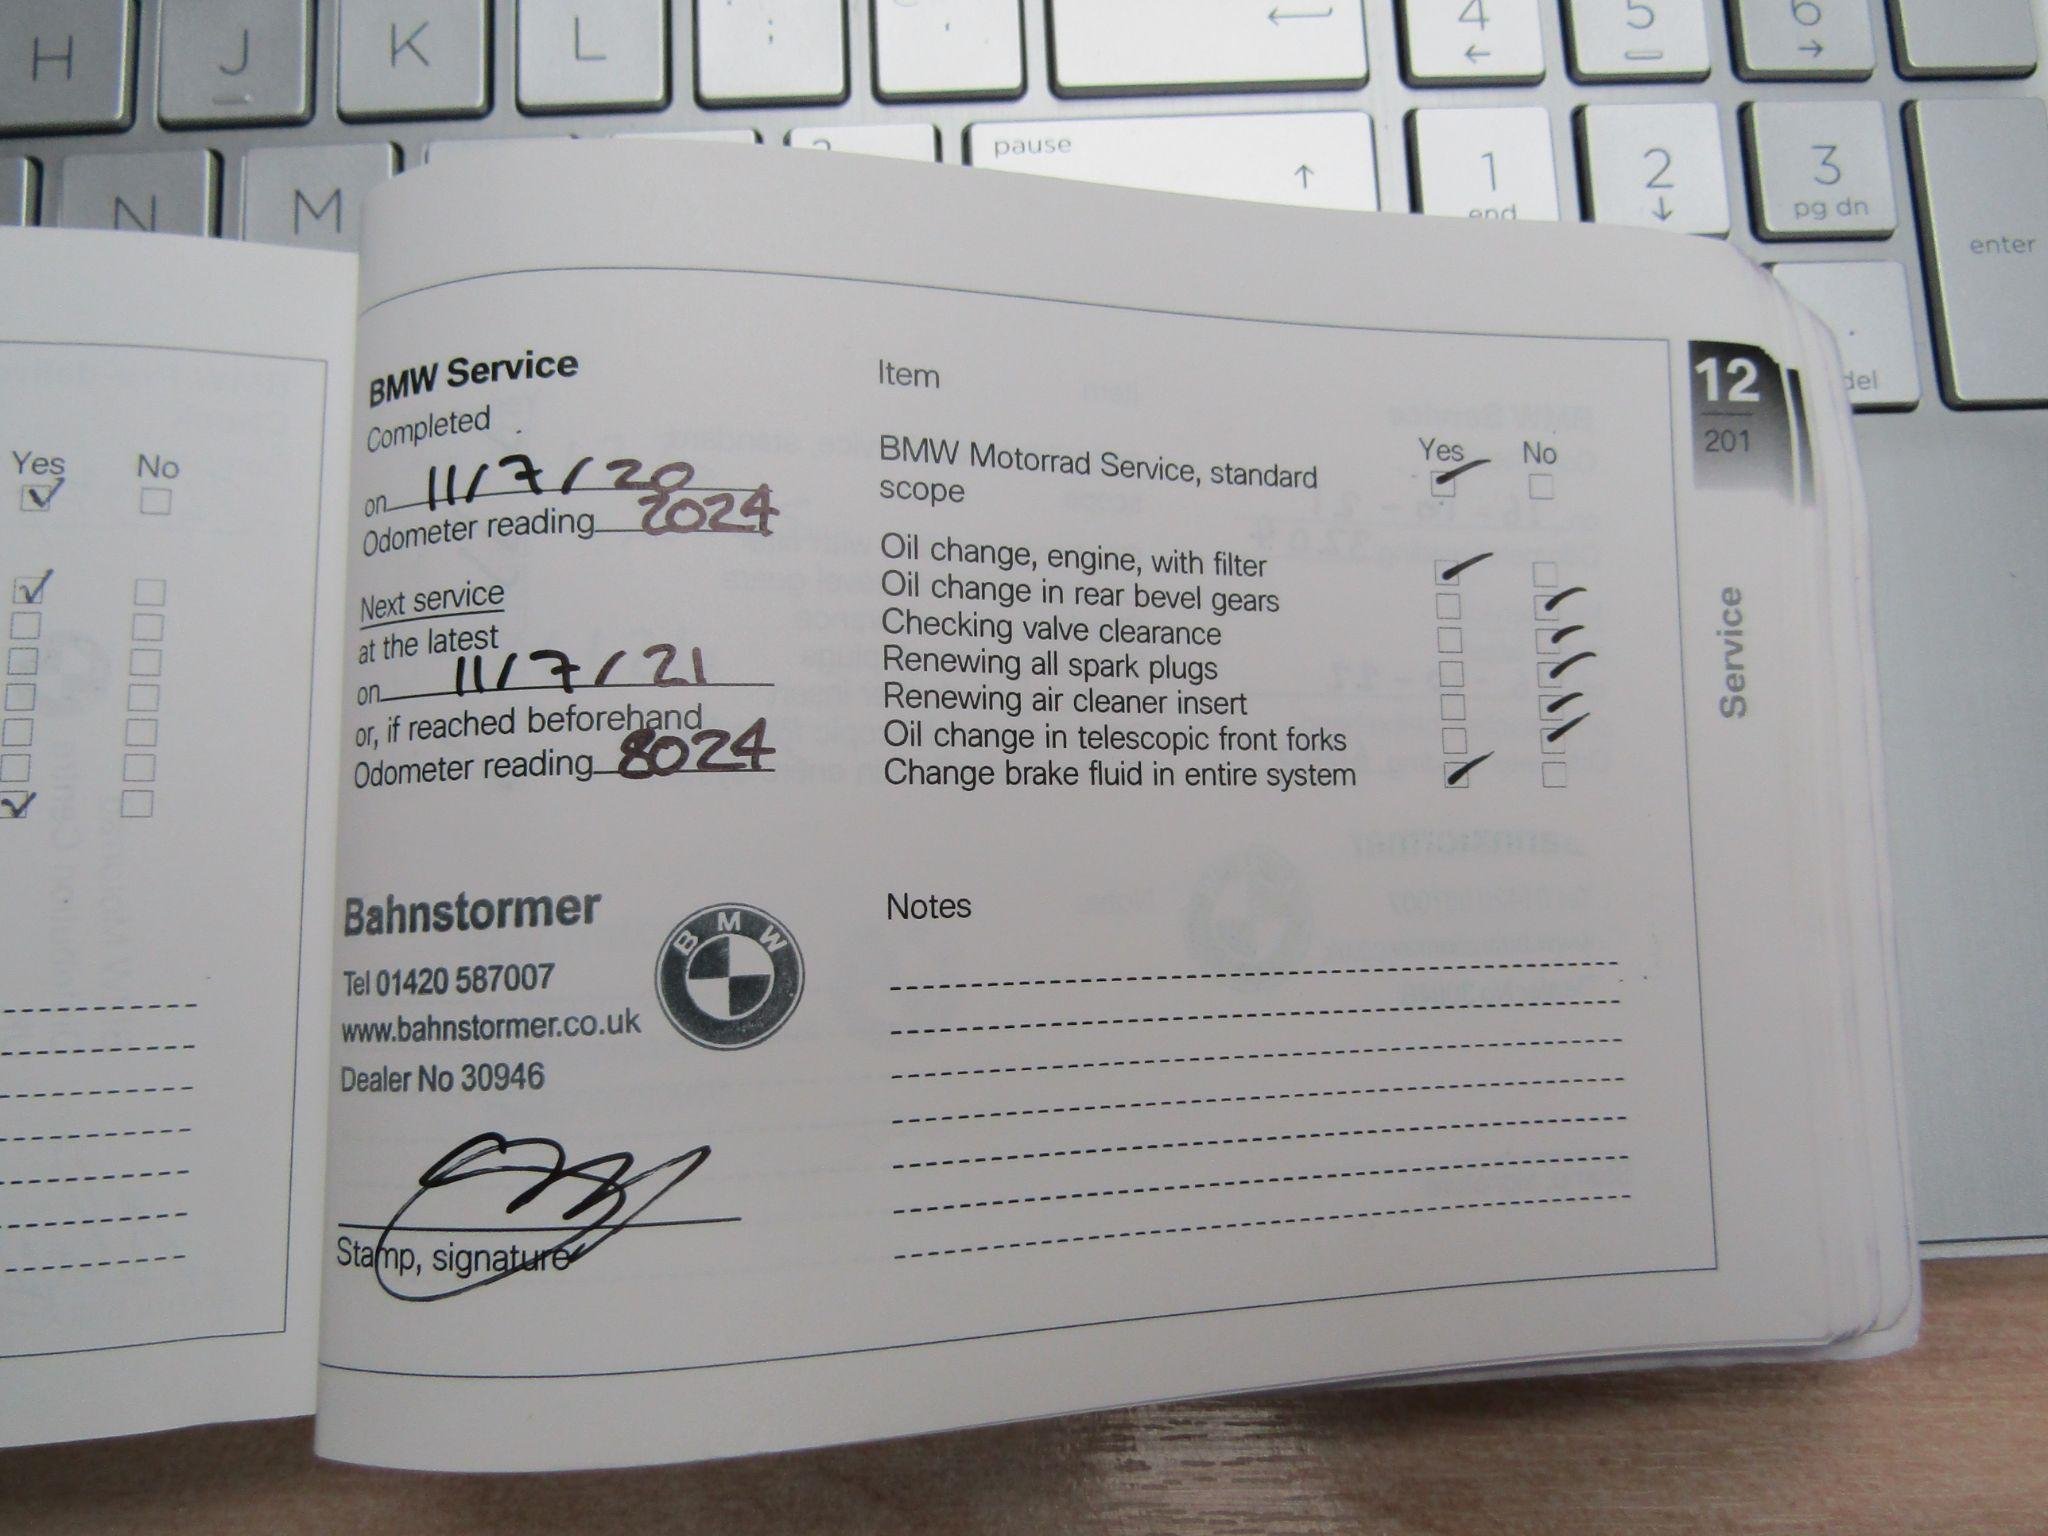 H J K L ; ' ← 4 ← 5 6 →
N M pause ↑ 1 end 2 ↓ 3 pg dn enter
. del
Yes No
BMW Service
Completed
on 11/7/20
Odometer reading 2024
Next service
at the latest
on 11/7/21
or, if reached beforehand
Odometer reading 8024
Bahnstormer
Tel 01420 587007
www.bahnstormer.co.uk
Dealer No 30946
BMW
Stamp, signature
Item
Yes No
BMW Motorrad Service, standard
scope
Oil change, engine, with filter
Oil change in rear bevel gears
Checking valve clearance
Renewing all spark plugs
Renewing air cleaner insert
Oil change in telescopic front forks
Change brake fluid in entire system
Notes
12
201
Service